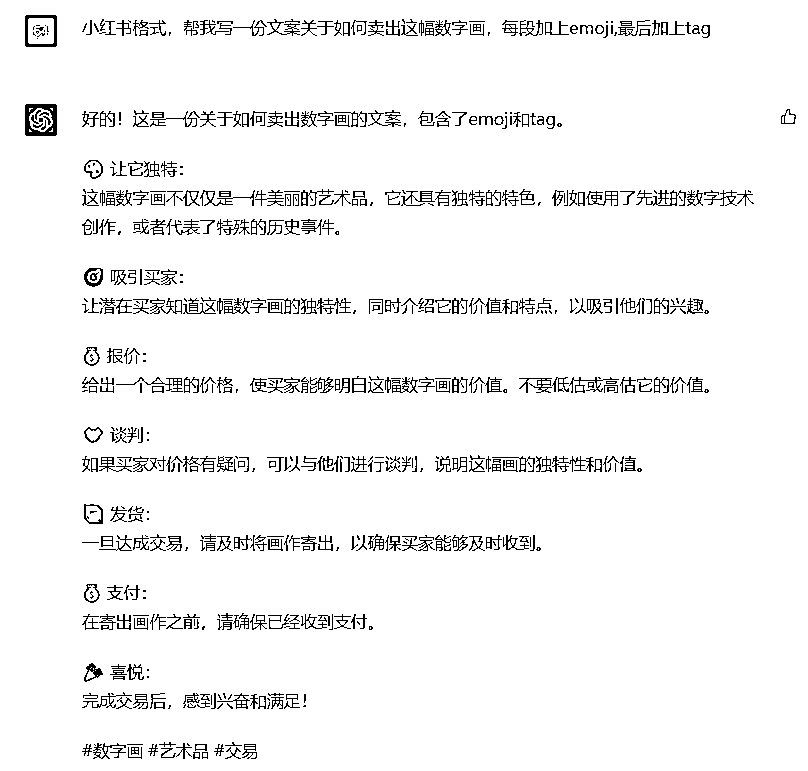 小红书格式，帮我写一份文案关于如何卖出这幅数字画，每段加上emoji,最后加上tag
好的！这是一份关于如何卖出数字画的文案，包含了emoji和tag。
🎨 让它独特：
这幅数字画不仅仅是一件美丽的艺术品，它还具有独特的特色，例如使用了先进的数字技术
创作，或者代表了特殊的历史事件。
🎯 吸引买家：
让潜在买家知道这幅数字画的独特性，同时介绍它的价值和特点，以吸引他们的兴趣。
💰 报价：
给出一个合理的价格，使买家能够明白这幅数字画的价值。不要低估或高估它的价值。
❤ 谈判：
如果买家对价格有疑问，可以与他们进行谈判，说明这幅画的独特性和价值。
发货：
一旦达成交易，请及时将画作寄出，以确保买家能够及时收到。
💰 支付：
在寄出画作之前，请确保已经收到支付。
🎉 喜悦：
完成交易后，感到兴奋和满足！
#数字画 #艺术品 #交易